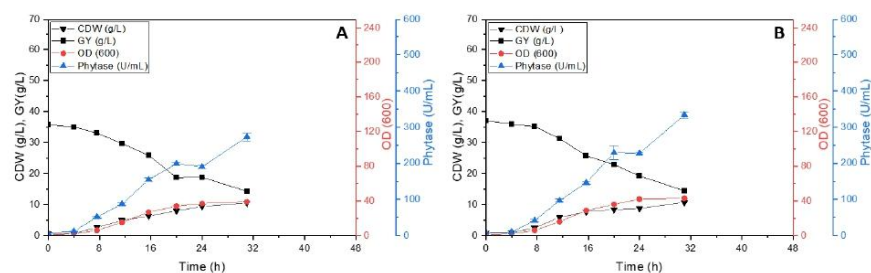 A
CDW (g/L)
GY (g/L)
OD (600)
Phytase (U/mL)
CDW (g/L), GY(g/L)
70
60
50
40
30
20
10
0
0 8 16 24 32 40 48
Time (h)
240
200
160
120
80
40
0
OD (600)
600
500
400
300
200
100
0
Phytase (U/mL)
B
CDW (g/L)
GY (g/L)
OD (600)
Phytase (U/mL)
CDW (g/L), GY(g/L)
70
60
50
40
30
20
10
0
0 8 16 24 32 40 48
Time (h)
240
200
160
120
80
40
0
OD (600)
600
500
400
300
200
100
0
Phytase (U/mL)